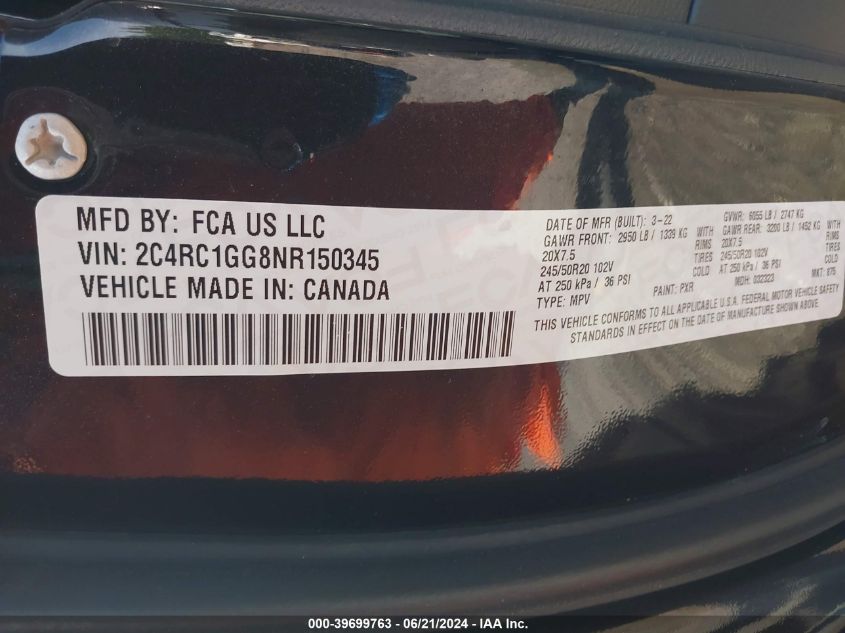 MFD BY: FCA US LLC
VIN: 2C4RC1GG8NR150345
VEHICLE MADE IN: CANADA
DATE OF MFR (BUILT): 3-22 GVWR: 6055 LB / 2747 KG
GAWR FRONT: 2950 LB / 1339 KG WITH GAWR REAR: 3200 LB / 1452 KG WITH
20X7.5 RIMS 20X7.5 RIMS
245/50R20 102V TIRES 245/50R20 102V TIRES
AT 250 kPa / 36 PSI COLD AT 250 kPa / 36 PSI COLD
TYPE: MPV PAINT: PXR MDH: 032323 MKT: 875
THIS VEHICLE CONFORMS TO ALL APPLICABLE U.S.A. FEDERAL MOTOR VEHICLE SAFETY
STANDARDS IN EFFECT ON THE DATE OF MANUFACTURE SHOWN ABOVE.
000-39699763 / 06/21/2024 / IAA Inc.